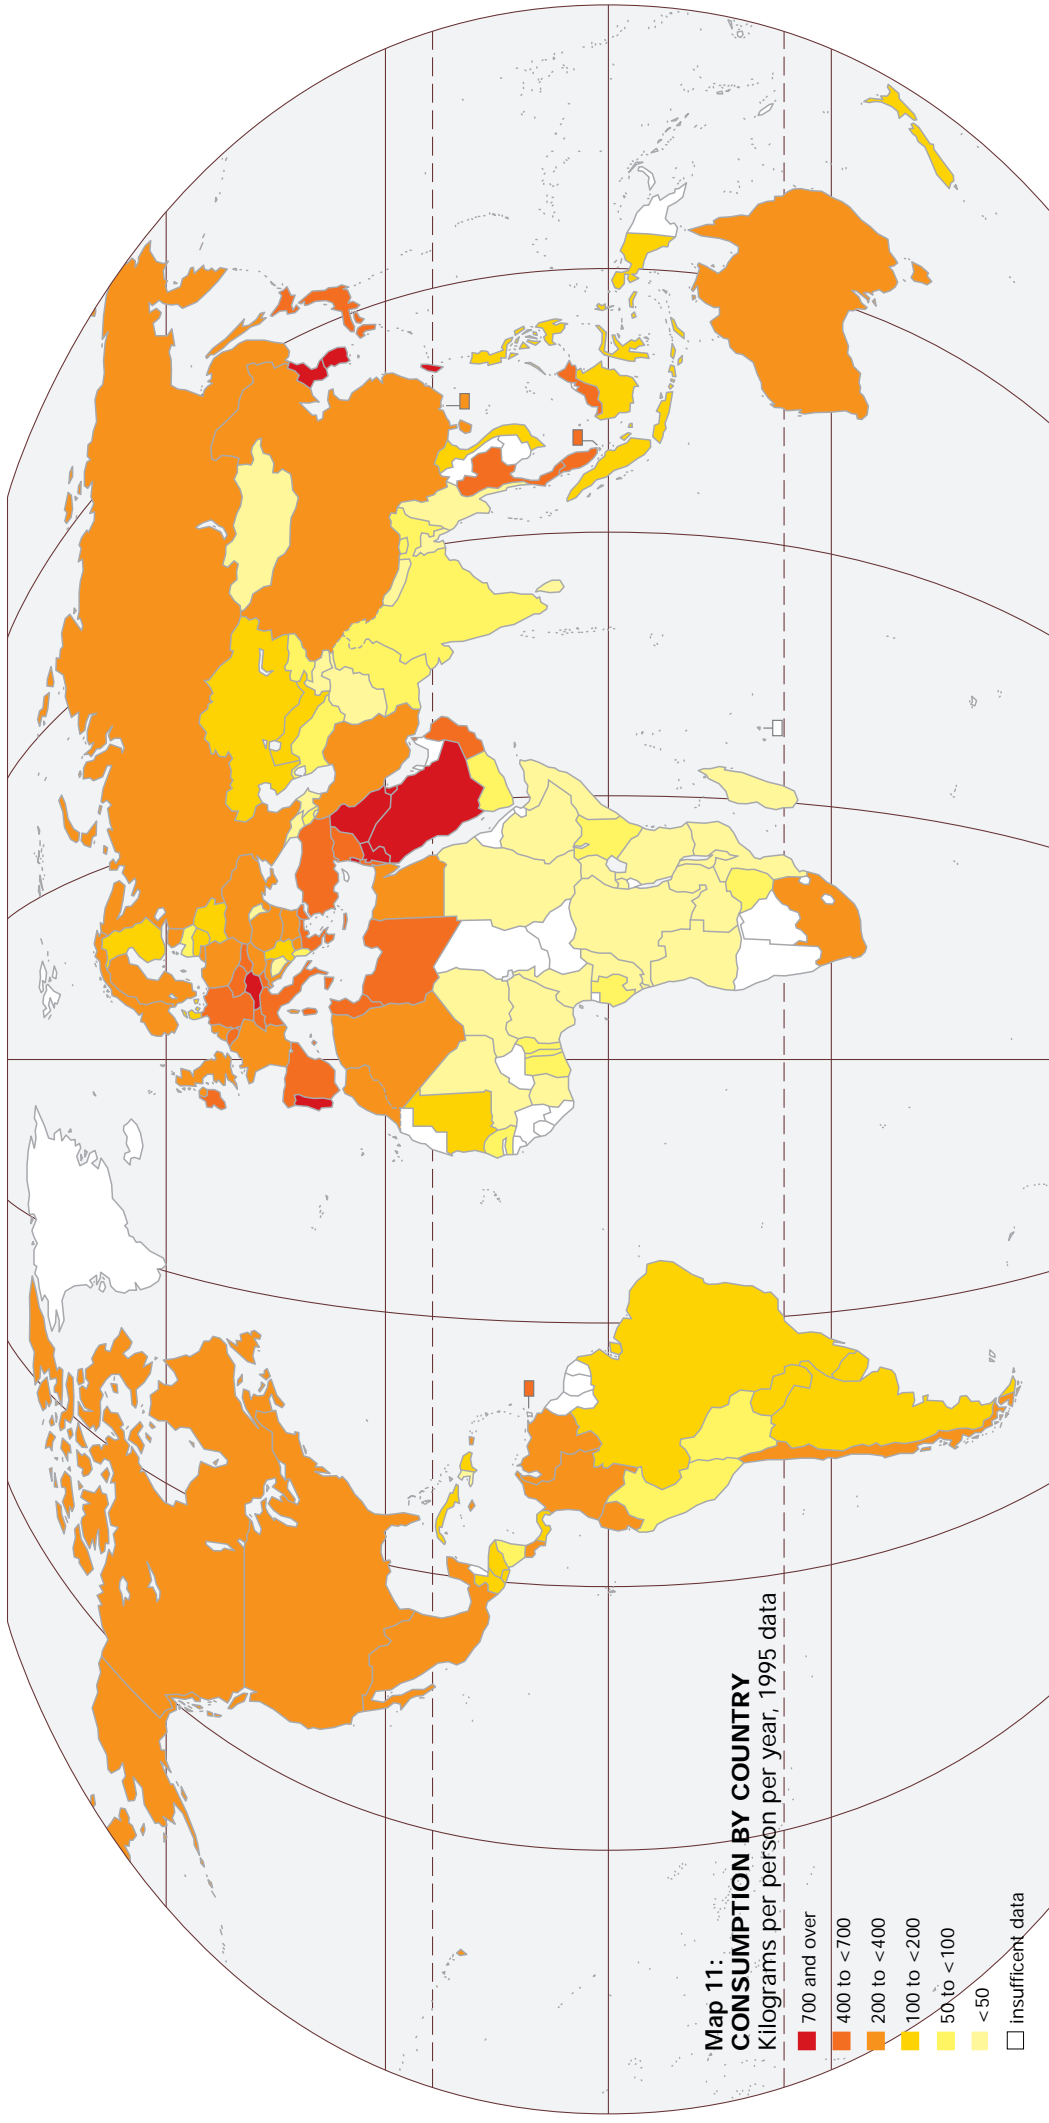 Map 11:
CONSUMPTION BY COUNTRY
Kilograms per person per year, 1995 data
700 and over
400 to <700
200 to <400
100 to <200
50 to <100
<50
insufficent data